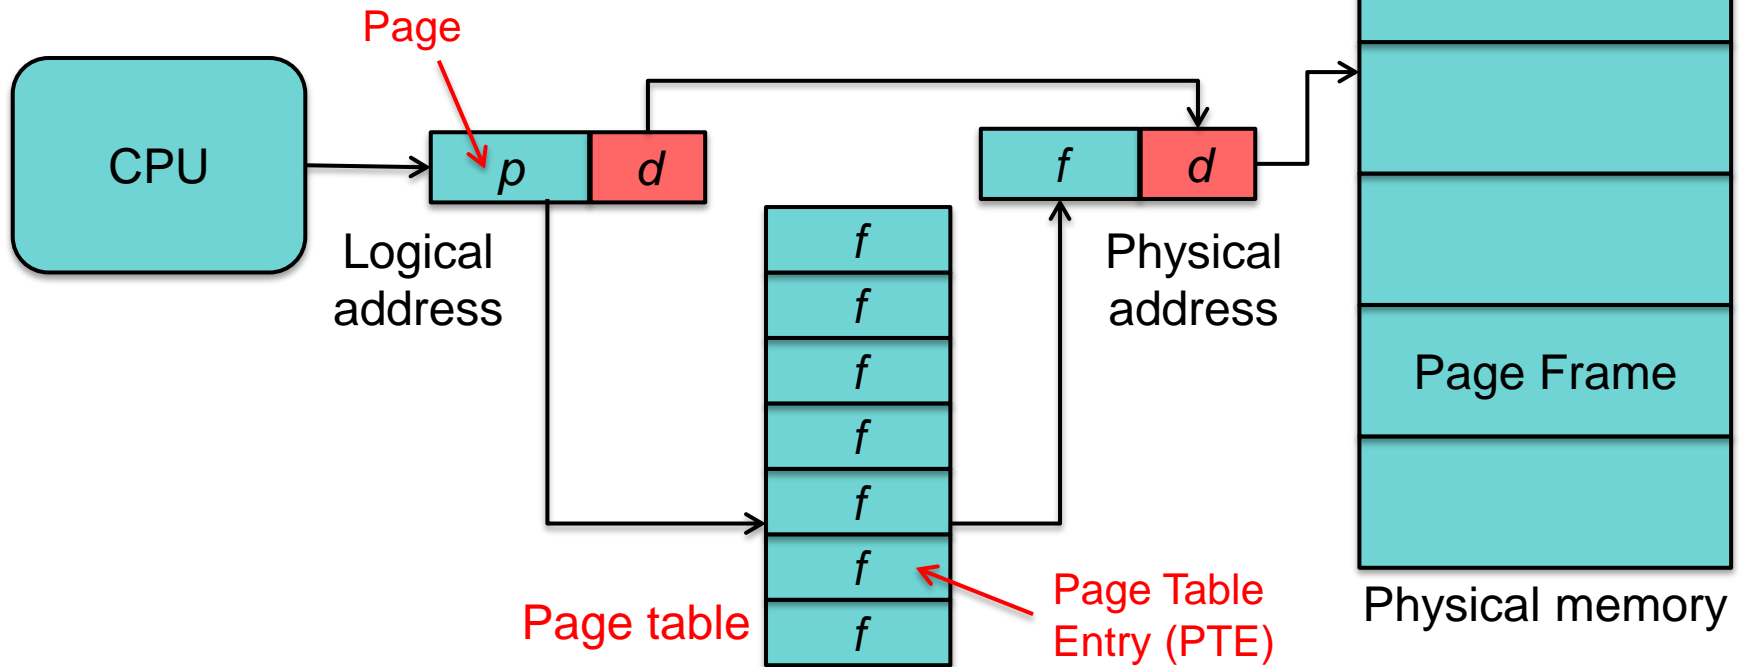 Page
CPU
p
d
f
d
Logical
address
Physical
address
f
f
f
f
f
f
f
Page Frame
Page table
Page Table
Entry (PTE)
Physical memory